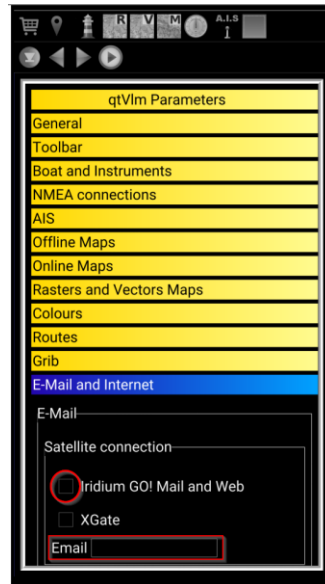 R V M A.I.S
qtVlm Parameters
General
Toolbar
Boat and Instruments
NMEA connections
AIS
Offline Maps
Online Maps
Rasters and Vectors Maps
Colours
Routes
Grib
E-Mail and Internet
E-Mail
Satellite connection
Iridium GO! Mail and Web
XGate
Email